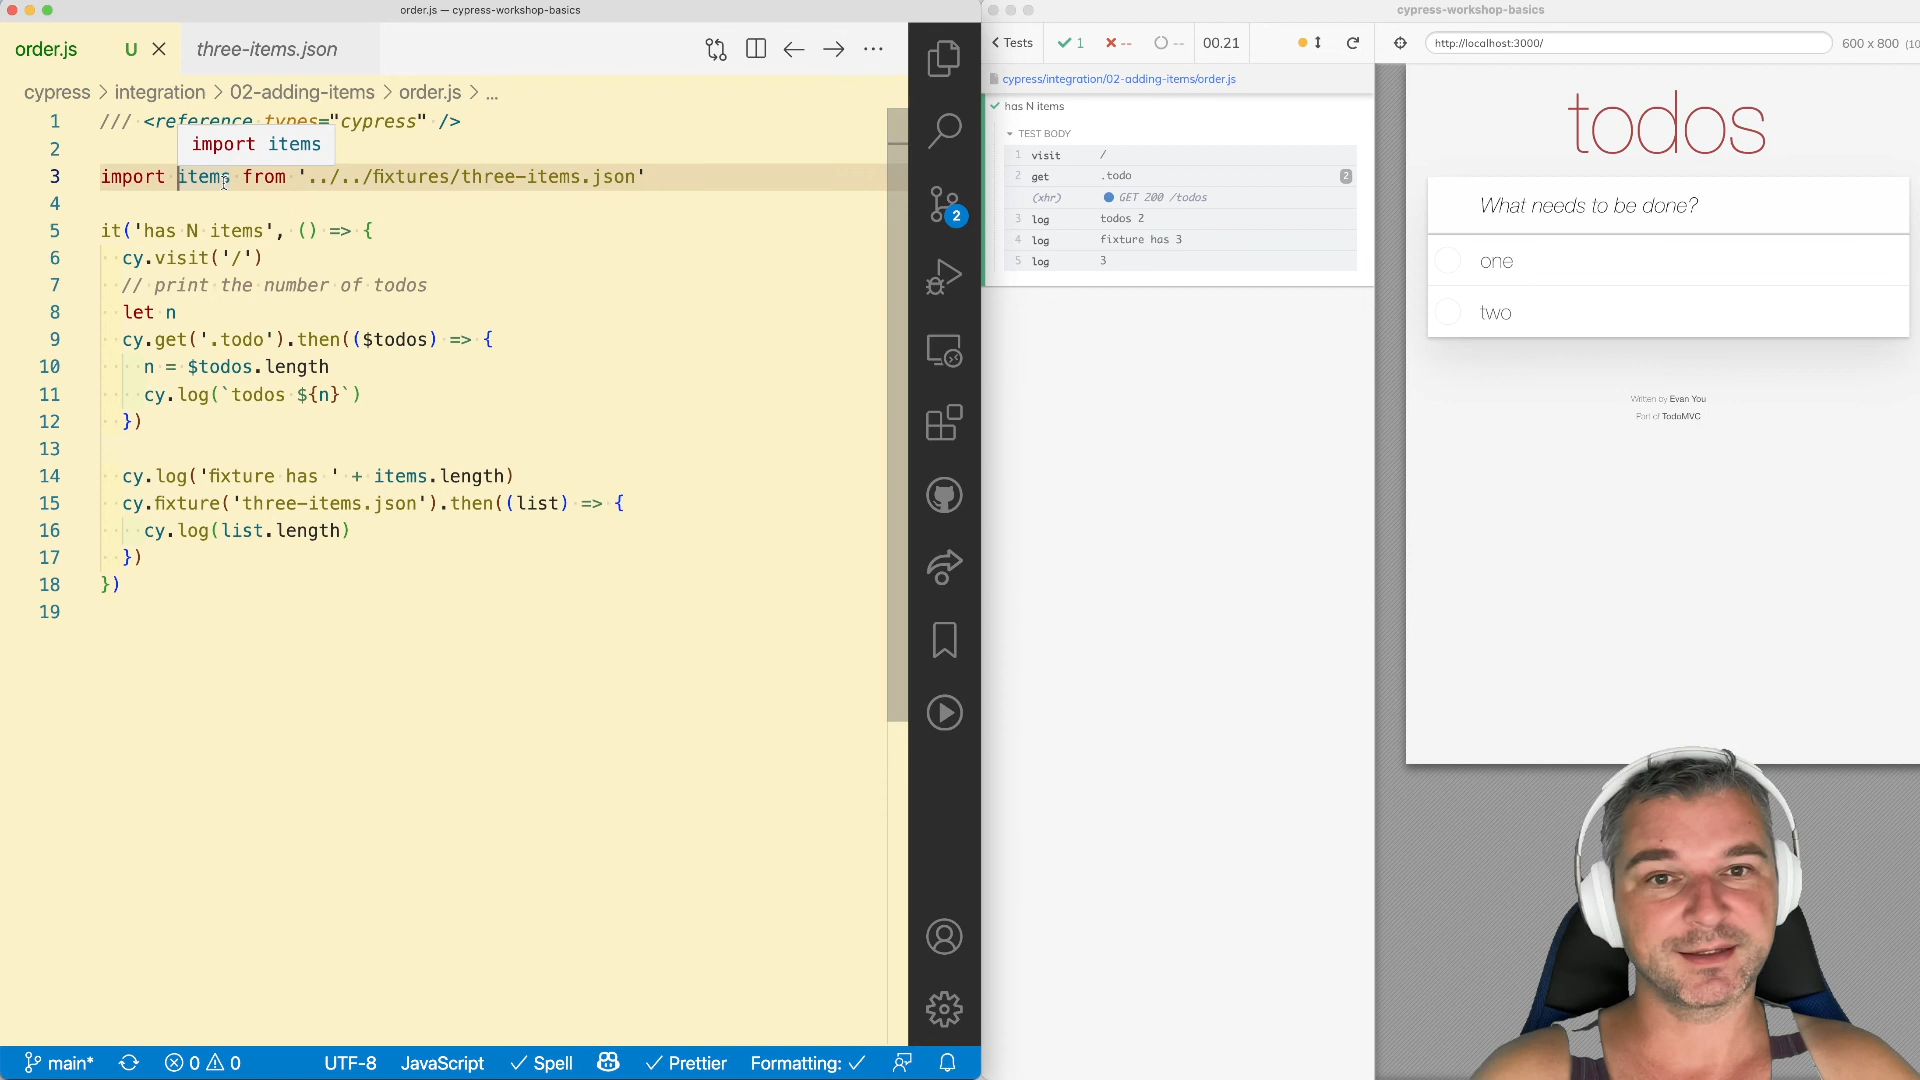 order.js — cypress-workshop-basics
order.js U
three-items.json
cypress > integration > 02-adding-items > order.js > ...
1 /// <reference types="cypress" />
import items
2
3 import items from '../../fixtures/three-items.json'
4
5 it('has N items', () => {
6 cy.visit('/')
7 // print the number of todos
8 let n
9 cy.get('.todo').then(($todos) => {
10 n = $todos.length
11 cy.log(`todos ${n}`)
12 })
13
14 cy.log('fixture has ' + items.length)
15 cy.fixture('three-items.json').then((list) => {
16 cy.log(list.length)
17 })
18 })
19
2
main* 0 0 UTF-8 JavaScript Spell Prettier Formatting:
cypress-workshop-basics
< Tests 1 -- -- 00.21
http://localhost:3000/ 600 x 800 (10
cypress/integration/02-adding-items/order.js
has N items
TEST BODY
1 visit /
2 get .todo 2
(xhr) GET 200 /todos
3 log todos 2
4 log fixture has 3
5 log 3
todos
What needs to be done?
one
two
Written by Evan You
Part of TodoMVC